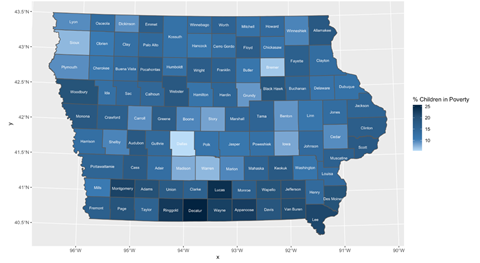 43.5°N
Lyon Osceola Dickinson Emmet Winnebago Worth Mitchell Howard Winneshiek Allamakee
Kossuth
43°N
Sioux OBrien Clay Palo Alto Hancock Cerro Gordo Floyd Chickasaw
Plymouth Cherokee Buena Vista Pocahontas Humboldt Wright Franklin Butler Bremer Fayette Clayton
42.5°N
Woodbury Ida Sac Calhoun Webster Hamilton Hardin Grundy Black Hawk Buchanan Delaware Dubuque
Monona Crawford Carroll Greene Boone Story Marshall Tama Benton Linn Jones Jackson
42°N
Clinton
Cedar
Harrison Shelby Audubon Guthrie Polk Jasper Poweshiek Iowa Johnson Scott
41.5°N
Muscatine
Pottawattamie Cass Adair Madison Warren Marion Mahaska Keokuk Washington Louisa
41°N
Mills Montgomery Adams Union Clarke Lucas Monroe Wapello Jefferson Henry Des Moines
Fremont Page Taylor Ringgold Decatur Wayne Appanoose Davis Van Buren Lee
40.5°N
96°W 95°W 94°W 93°W 92°W 91°W 90°W
x
y
% Children in Poverty
25
20
15
10